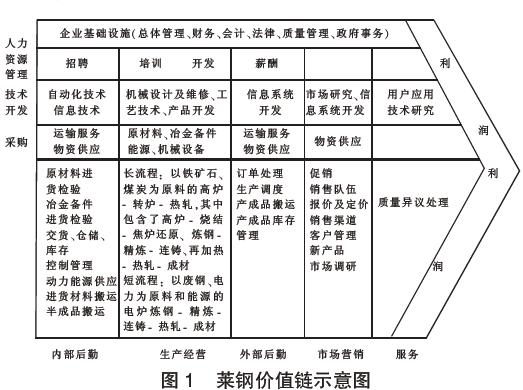 企业基础设施(总体管理、财务、会计、法律、质量管理、政府事务)
人力
资源
管理
招聘
培训 开发
薪酬
技术
开发
自动化技术
信息技术
机械设计及维修、工
艺技术、产品开发
信息系统
开发
市场研究、信
息系统开发
用户应用
技术研究
采购
运输服务
物资供应
原材料、冶金备件
能源、机械设备
运输服务
物资供应
物资供应
原材料进
货检验
冶金备件
进货检验
交货、仓储、
库存
控制管理
动力能源供应
进货材料搬运
半成品搬运
长流程：以铁矿石、
煤炭为原料的高炉
- 转炉 - 热轧,其中
包含了高炉 - 烧结
- 焦炉还原、炼钢 -
精炼 - 连铸、再加热
- 热轧 - 成材
短流程：以废钢、电
力为原料和能源的
电炉炼钢 - 精炼 -
连铸 - 热轧 - 成材
订单处理
生产调度
产成品搬运
产成品库存
管理
促销
销售队伍
报价及定价
销售渠道
客户管理
新产品
市场调研
质量异议处理
利
润
利
润
内部后勤
生产经营
外部后勤
市场营销
服务
图 1 莱钢价值链示意图